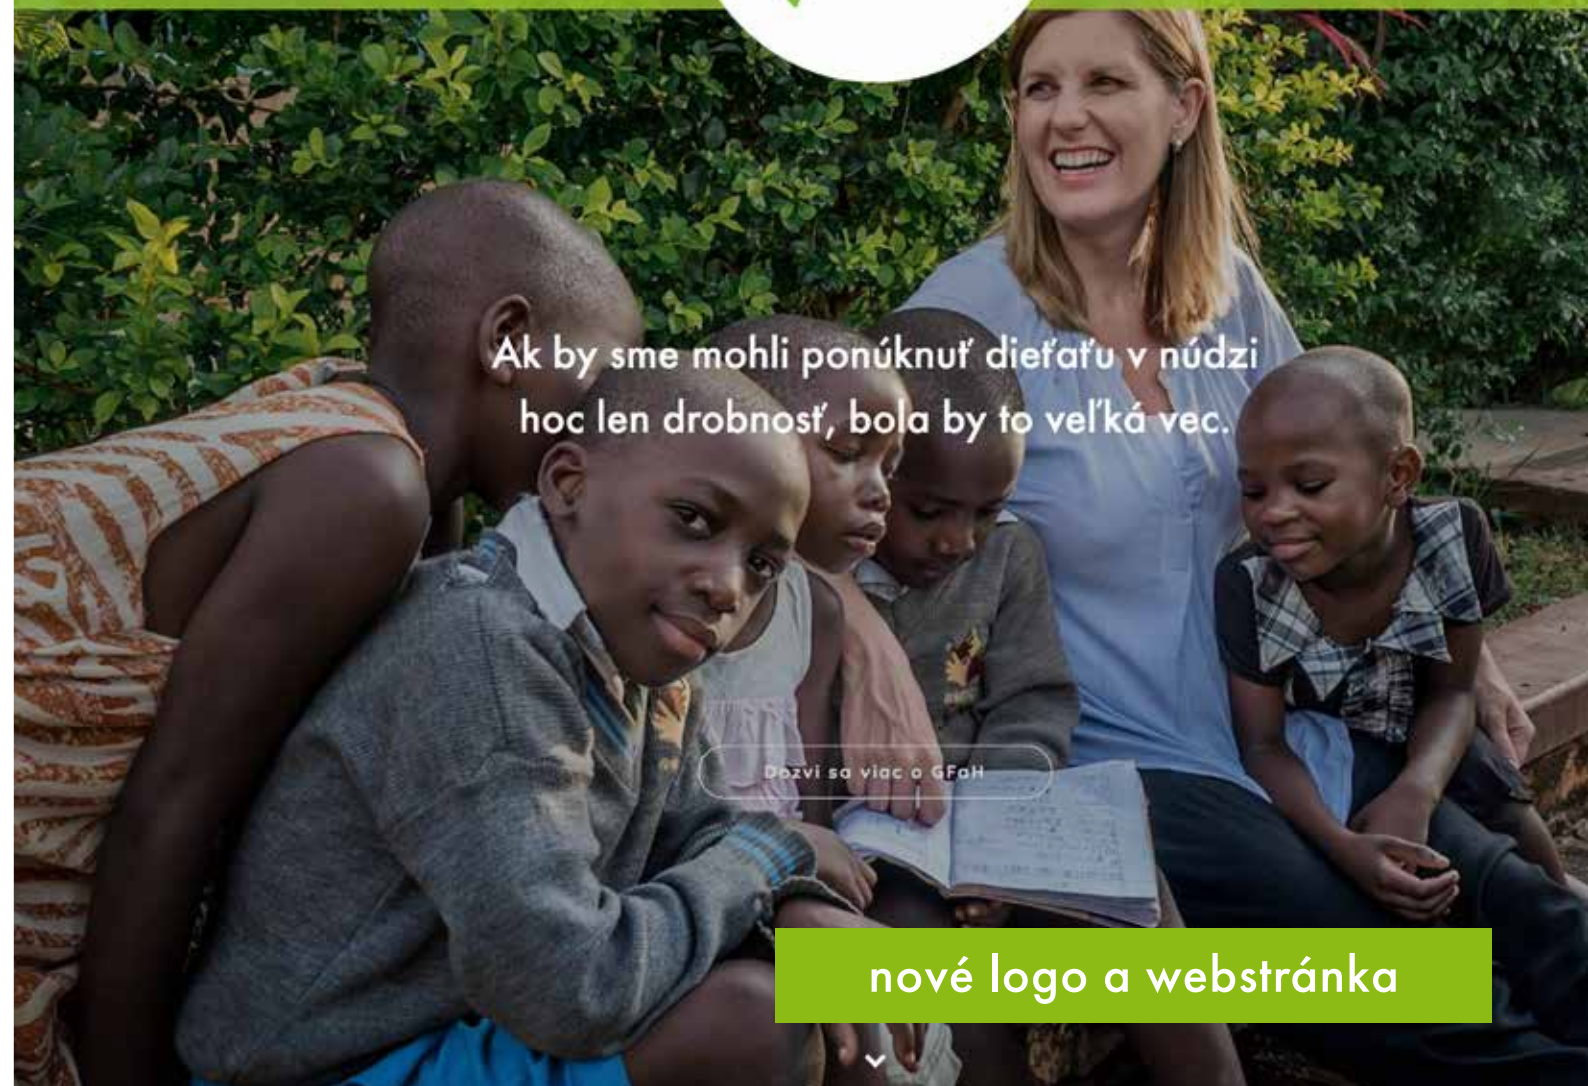 Ak by sme mohli ponúknuť dieťaťu v núdzi
hoc len drobnosť, bola by to veľká vec.
Dozvi sa viac o GFaH
nové logo a webstránka